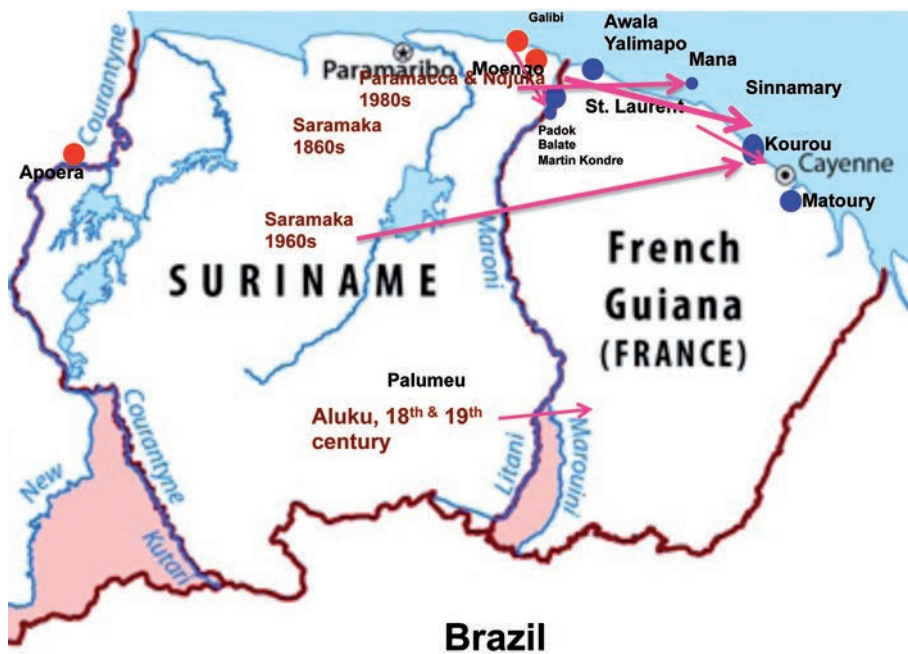 Galibi
Awala
Yalimapo
Mana
Courantyne
Paramaribo
Moengo
Sinnamary
Paramacca & Ndjuka
1980s
St. Laurent
Saramaka
1860s
Padok
Balate
Martin Kondre
Kourou
Cayenne
Apoera
Matoury
Saramaka
1960s
Maroni
French
Guiana
(FRANCE)
SURINAME
Palumeu
Aluku, 18th & 19th
century
Courantyne
New
Kutari
Litani
Marouini
Brazil